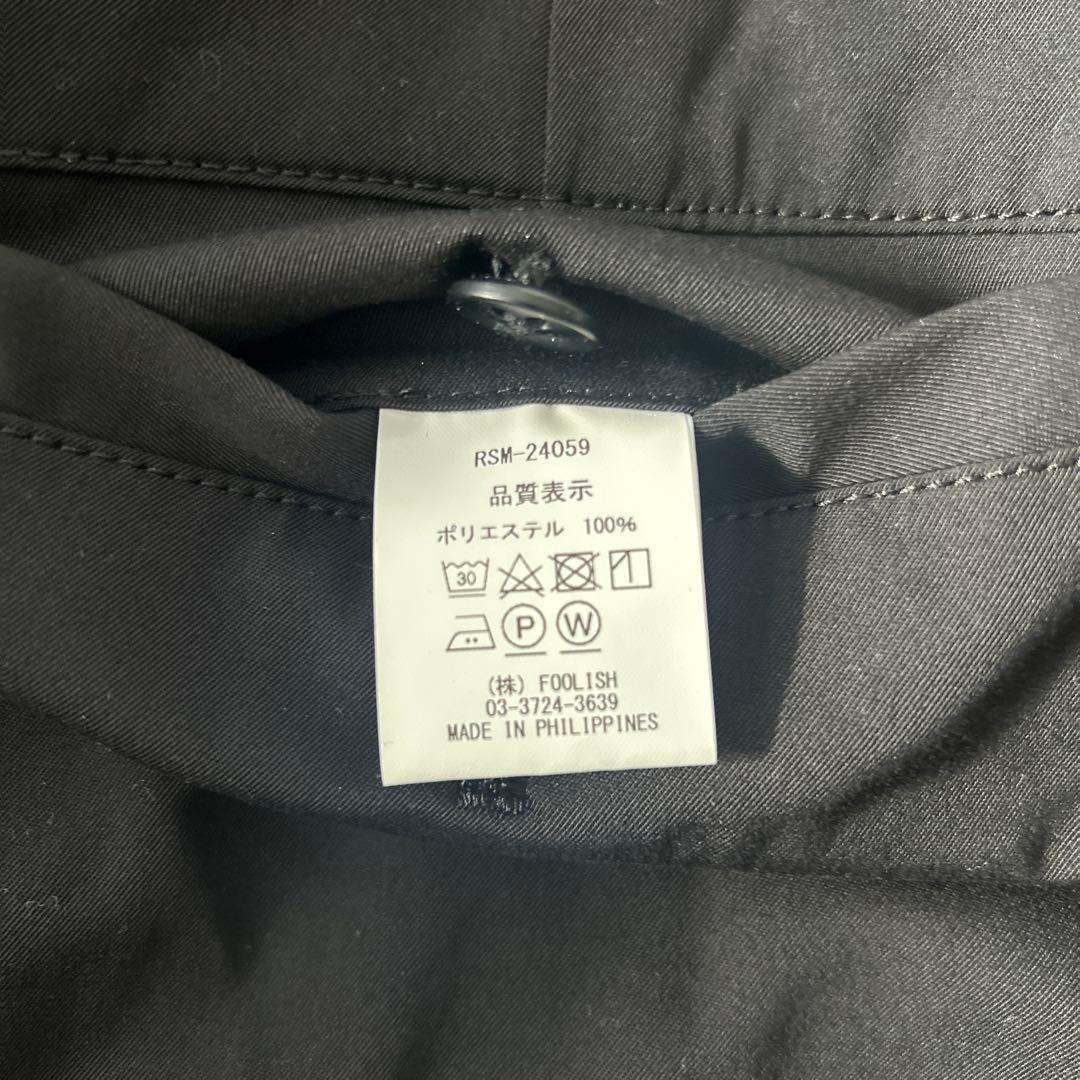 RSM-24059
品質表示
ポリエステル 100%
30
P W
(株) FOOLISH
03-3724-3639
MADE IN PHILIPPINES